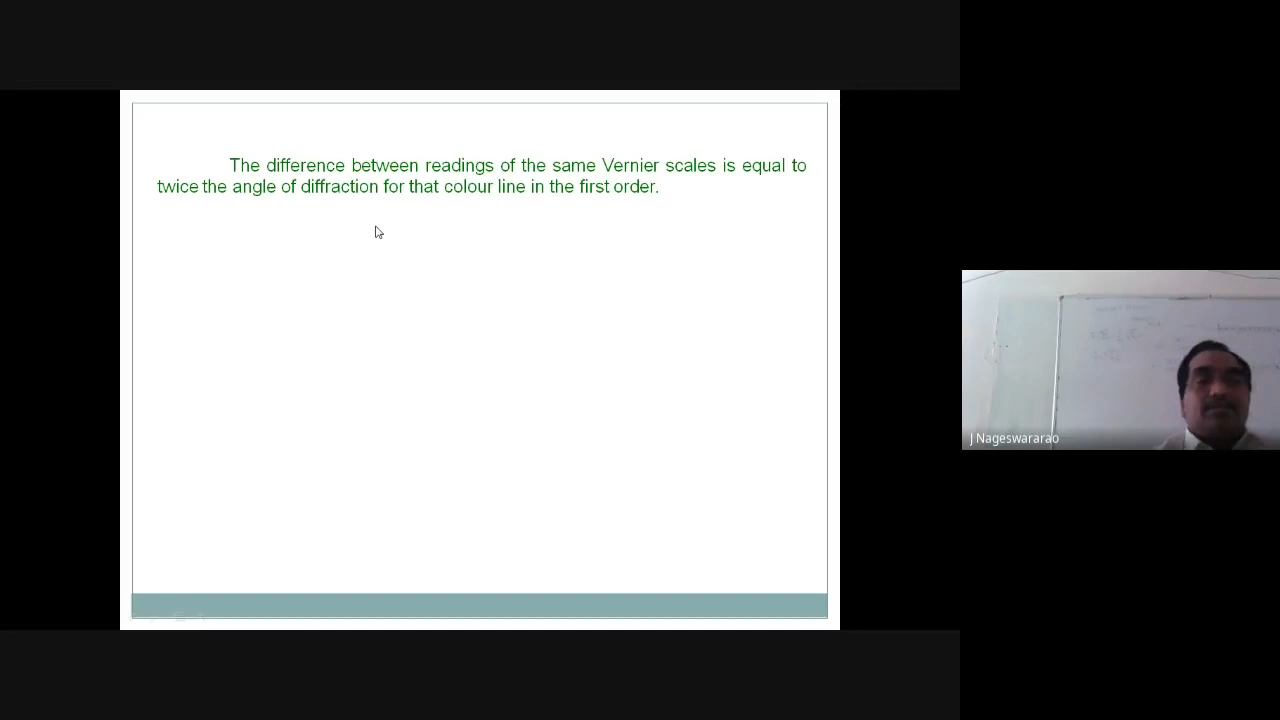 The difference between readings of the same Vernier scales is equal to
twice the angle of diffraction for that colour line in the first order.
J Nageswararao